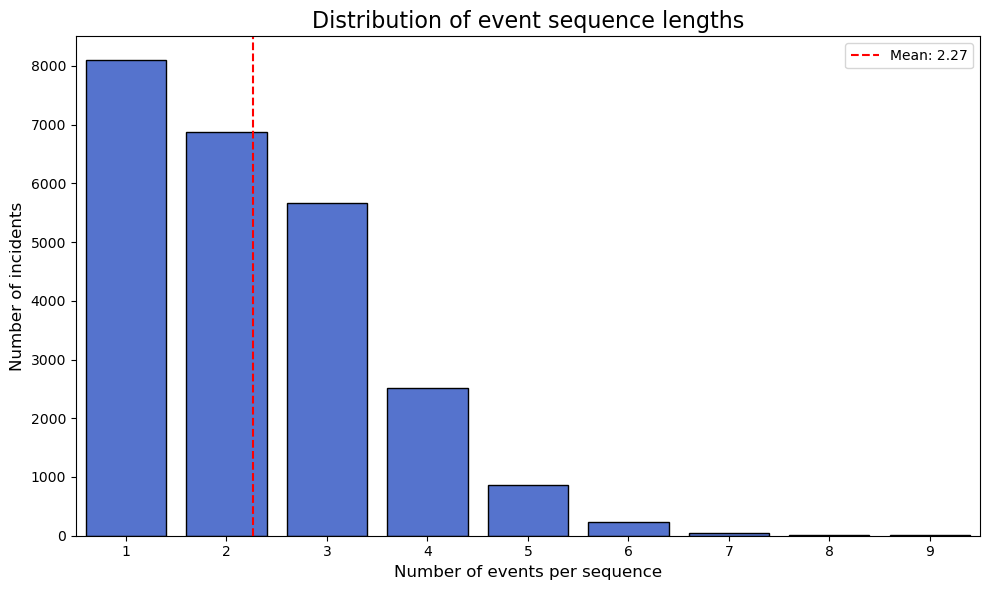 Distribution of event sequence lengths
Mean: 2.27
Number of incidents
8000
7000
6000
5000
4000
3000
2000
1000
0
1 2 3 4 5 6 7 8 9
Number of events per sequence